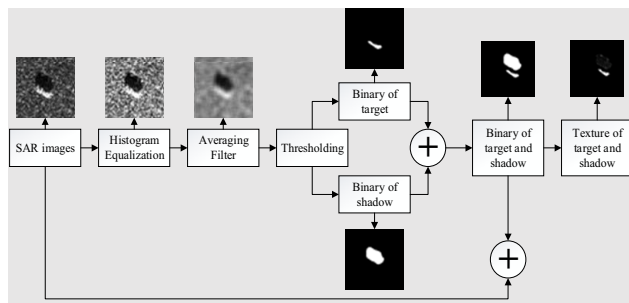 SAR images
Histogram
Equalization
Averaging
Filter
Thresholding
Binary
of target
Binary of
shadow
Binary of
target and
shadow
Texture of
target and
shadow